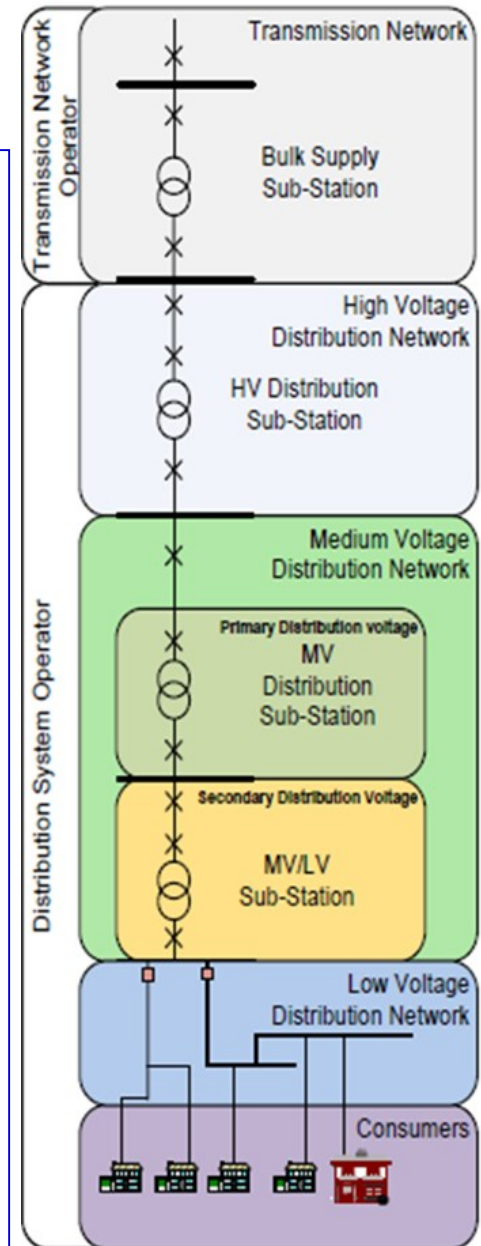 Transmission Network
Operator
Transmission Network
Bulk Supply
Sub-Station
Distribution System Operator
High Voltage
Distribution Network
HV Distribution
Sub-Station
Medium Voltage
Distribution Network
Primary Distribution voltage
MV
Distribution
Sub-Station
Secondary Distribution Voltage
MV/LV
Sub-Station
Low Voltage
Distribution Network
Consumers